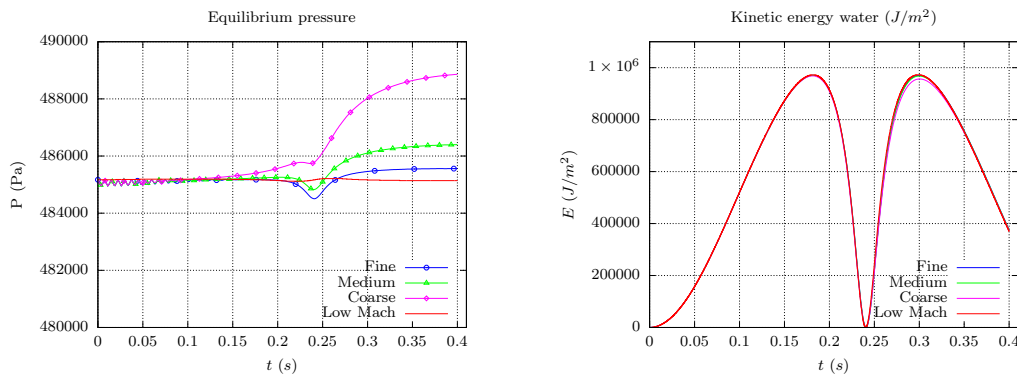 Equilibrium pressure
490000
488000
486000
484000
482000
480000
P (Pa)
0 0.05 0.1 0.15 0.2 0.25 0.3 0.35 0.4
t (s)
Fine
Medium
Coarse
Low Mach
Kinetic energy water (J/m²)
1 × 10⁶
800000
600000
400000
200000
0
E (J/m²)
0 0.05 0.1 0.15 0.2 0.25 0.3 0.35 0.4
t (s)
Fine
Medium
Coarse
Low Mach